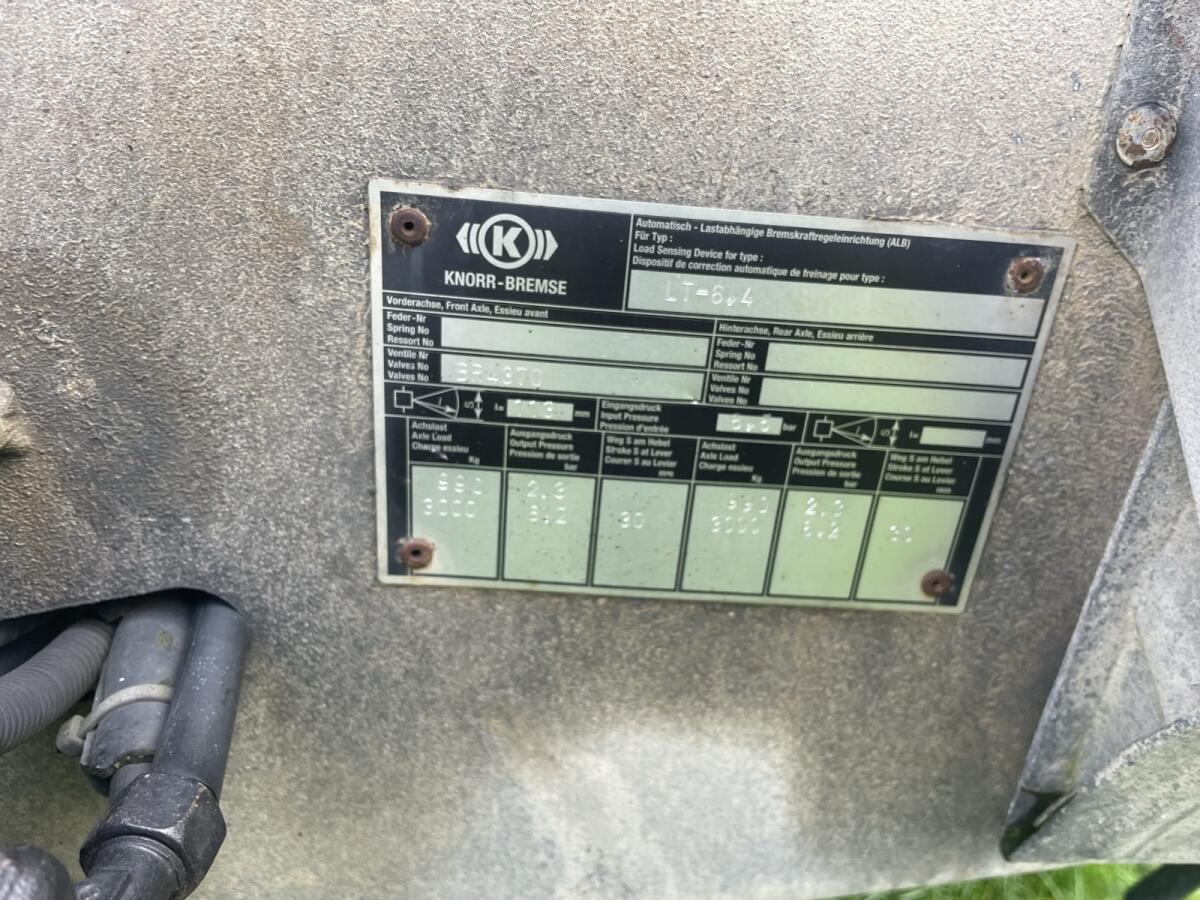 K
KNORR-BREMSE
Automatisch - Lastabhängige Bremskraftregeleinrichtung (ALB)
Für Typ :
Load Sensing Device for type :
Dispositif de correction automatique de freinage pour type :
LT-6,4
Vorderachse, Front Axle, Essieu avant
Feder-Nr
Spring No
Ressort No
Ventile Nr
Valves No
Valves No
BR4370
Hinterachse, Rear Axle, Essieu arrière
Feder-Nr
Spring No
Ressort No
Ventile Nr
Valves No
Valves No
S
l=
mm
Eingangsdruck
Input Pressure
Pression d'entrée
6,5
bar
S
l=
mm
Achslast
Axle Load
Charge essieu
Kg
Ausgangsdruck
Output Pressure
Pression de sortie
bar
Weg S am Hebel
Stroke S at Lever
Course S au Levier
mm
Achslast
Axle Load
Charge essieu
Kg
Ausgangsdruck
Output Pressure
Pression de sortie
bar
Weg S am Hebel
Stroke S at Lever
Course S au Levier
mm
990
3000
2,3
6,2
30
990
3000
2,3
6,2
30